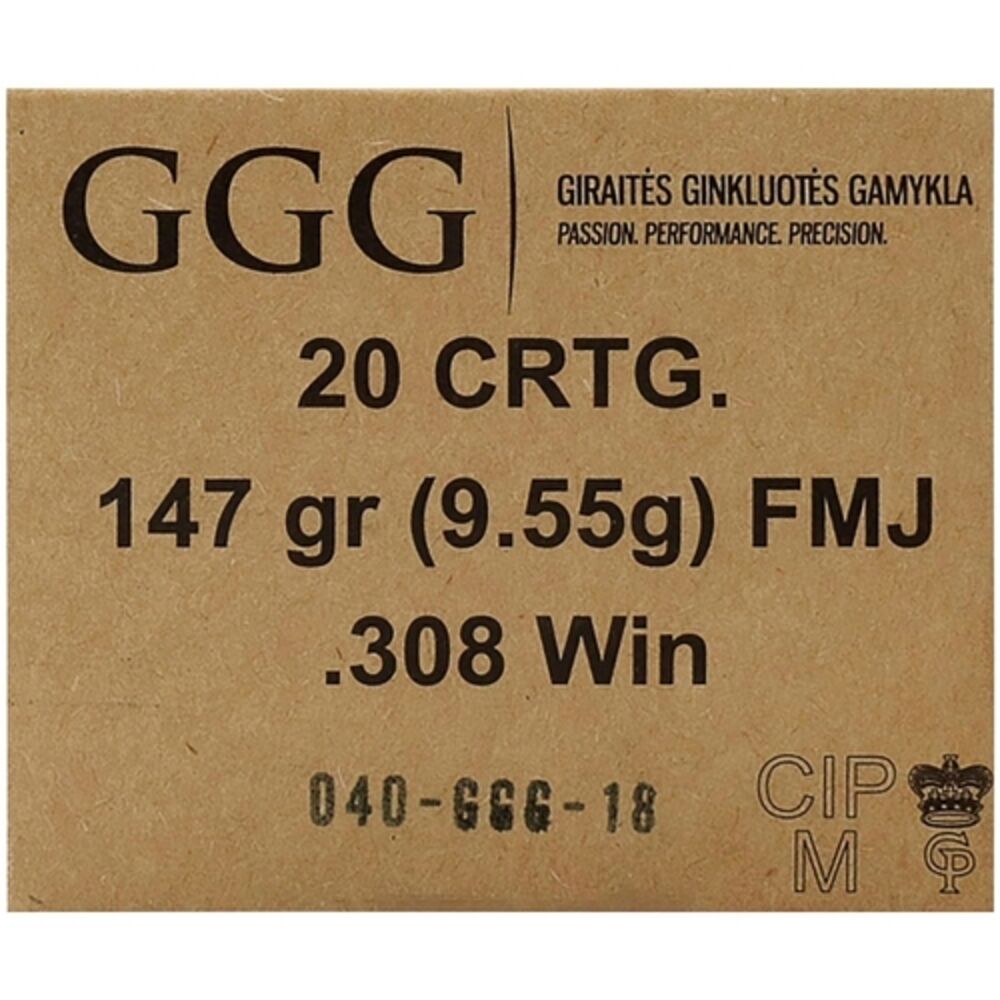 GGG
GIRAITĖS GINKLUOTĖS GAMYKLA
PASSION. PERFORMANCE. PRECISION.
20 CRTG.
147 gr (9.55g) FMJ
.308 Win
040-GGG-18
CIP
M
GP